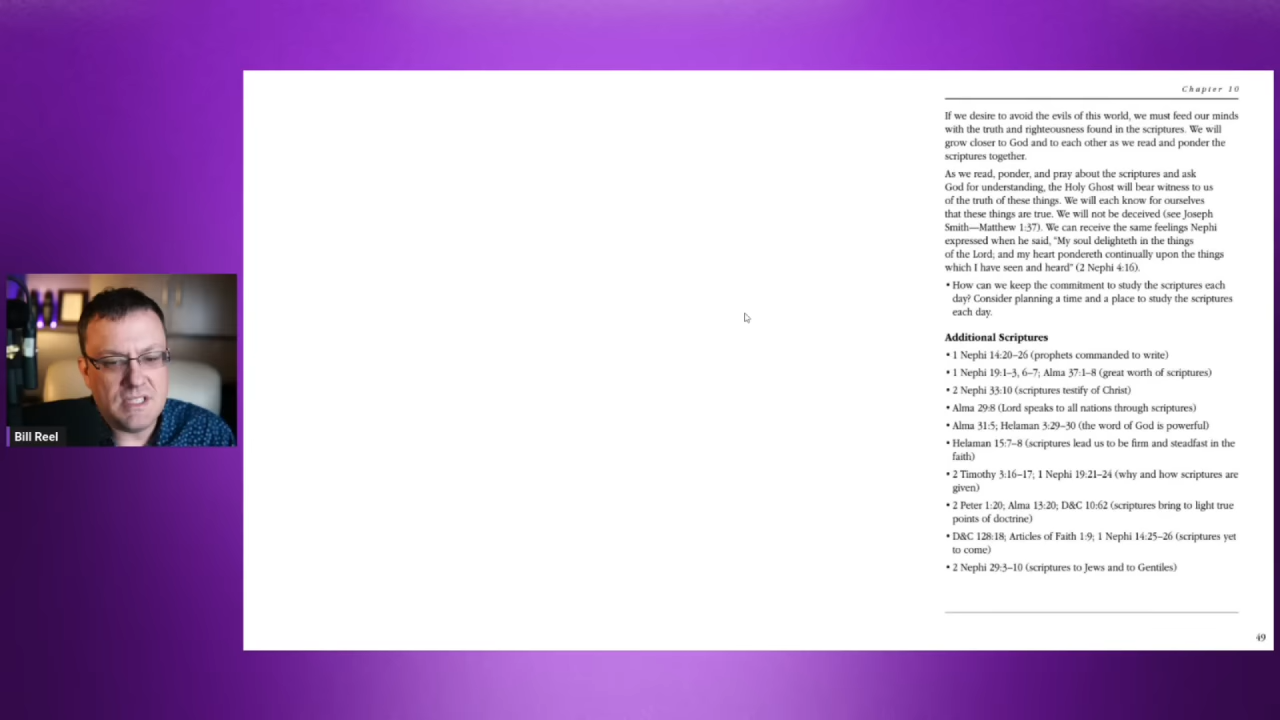 Chapter 10
If we desire to avoid the evils of this world, we must feed our minds
with the truth and righteousness found in the scriptures. We will
grow closer to God and to each other as we read and ponder the
scriptures together.
As we read, ponder, and pray about the scriptures and ask
God for understanding, the Holy Ghost will bear witness to us
of the truth of these things. We will each know for ourselves
that these things are true. We will not be deceived (see Joseph
Smith—Matthew 1:37). We can receive the same feelings Nephi
expressed when he said, “My soul delighteth in the things
of the Lord; and my heart pondereth continually upon the things
which I have seen and heard” (2 Nephi 4:16).
• How can we keep the commitment to study the scriptures each
day? Consider planning a time and a place to study the scriptures
each day.
Additional Scriptures
• 1 Nephi 14:20–26 (prophets commanded to write)
• 1 Nephi 19:1–3, 6–7; Alma 37:1–8 (great worth of scriptures)
• 2 Nephi 33:10 (scriptures testify of Christ)
• Alma 29:8 (Lord speaks to all nations through scriptures)
• Alma 31:5; Helaman 3:29–30 (the word of God is powerful)
• Helaman 15:7–8 (scriptures lead us to be firm and steadfast in the
faith)
• 2 Timothy 3:16–17; 1 Nephi 19:21–24 (why and how scriptures are
given)
• 2 Peter 1:20; Alma 13:20; D&C 10:62 (scriptures bring to light true
points of doctrine)
• D&C 128:18; Articles of Faith 1:9; 1 Nephi 14:25–26 (scriptures yet
to come)
• 2 Nephi 29:3–10 (scriptures to Jews and to Gentiles)
49
Bill Reel